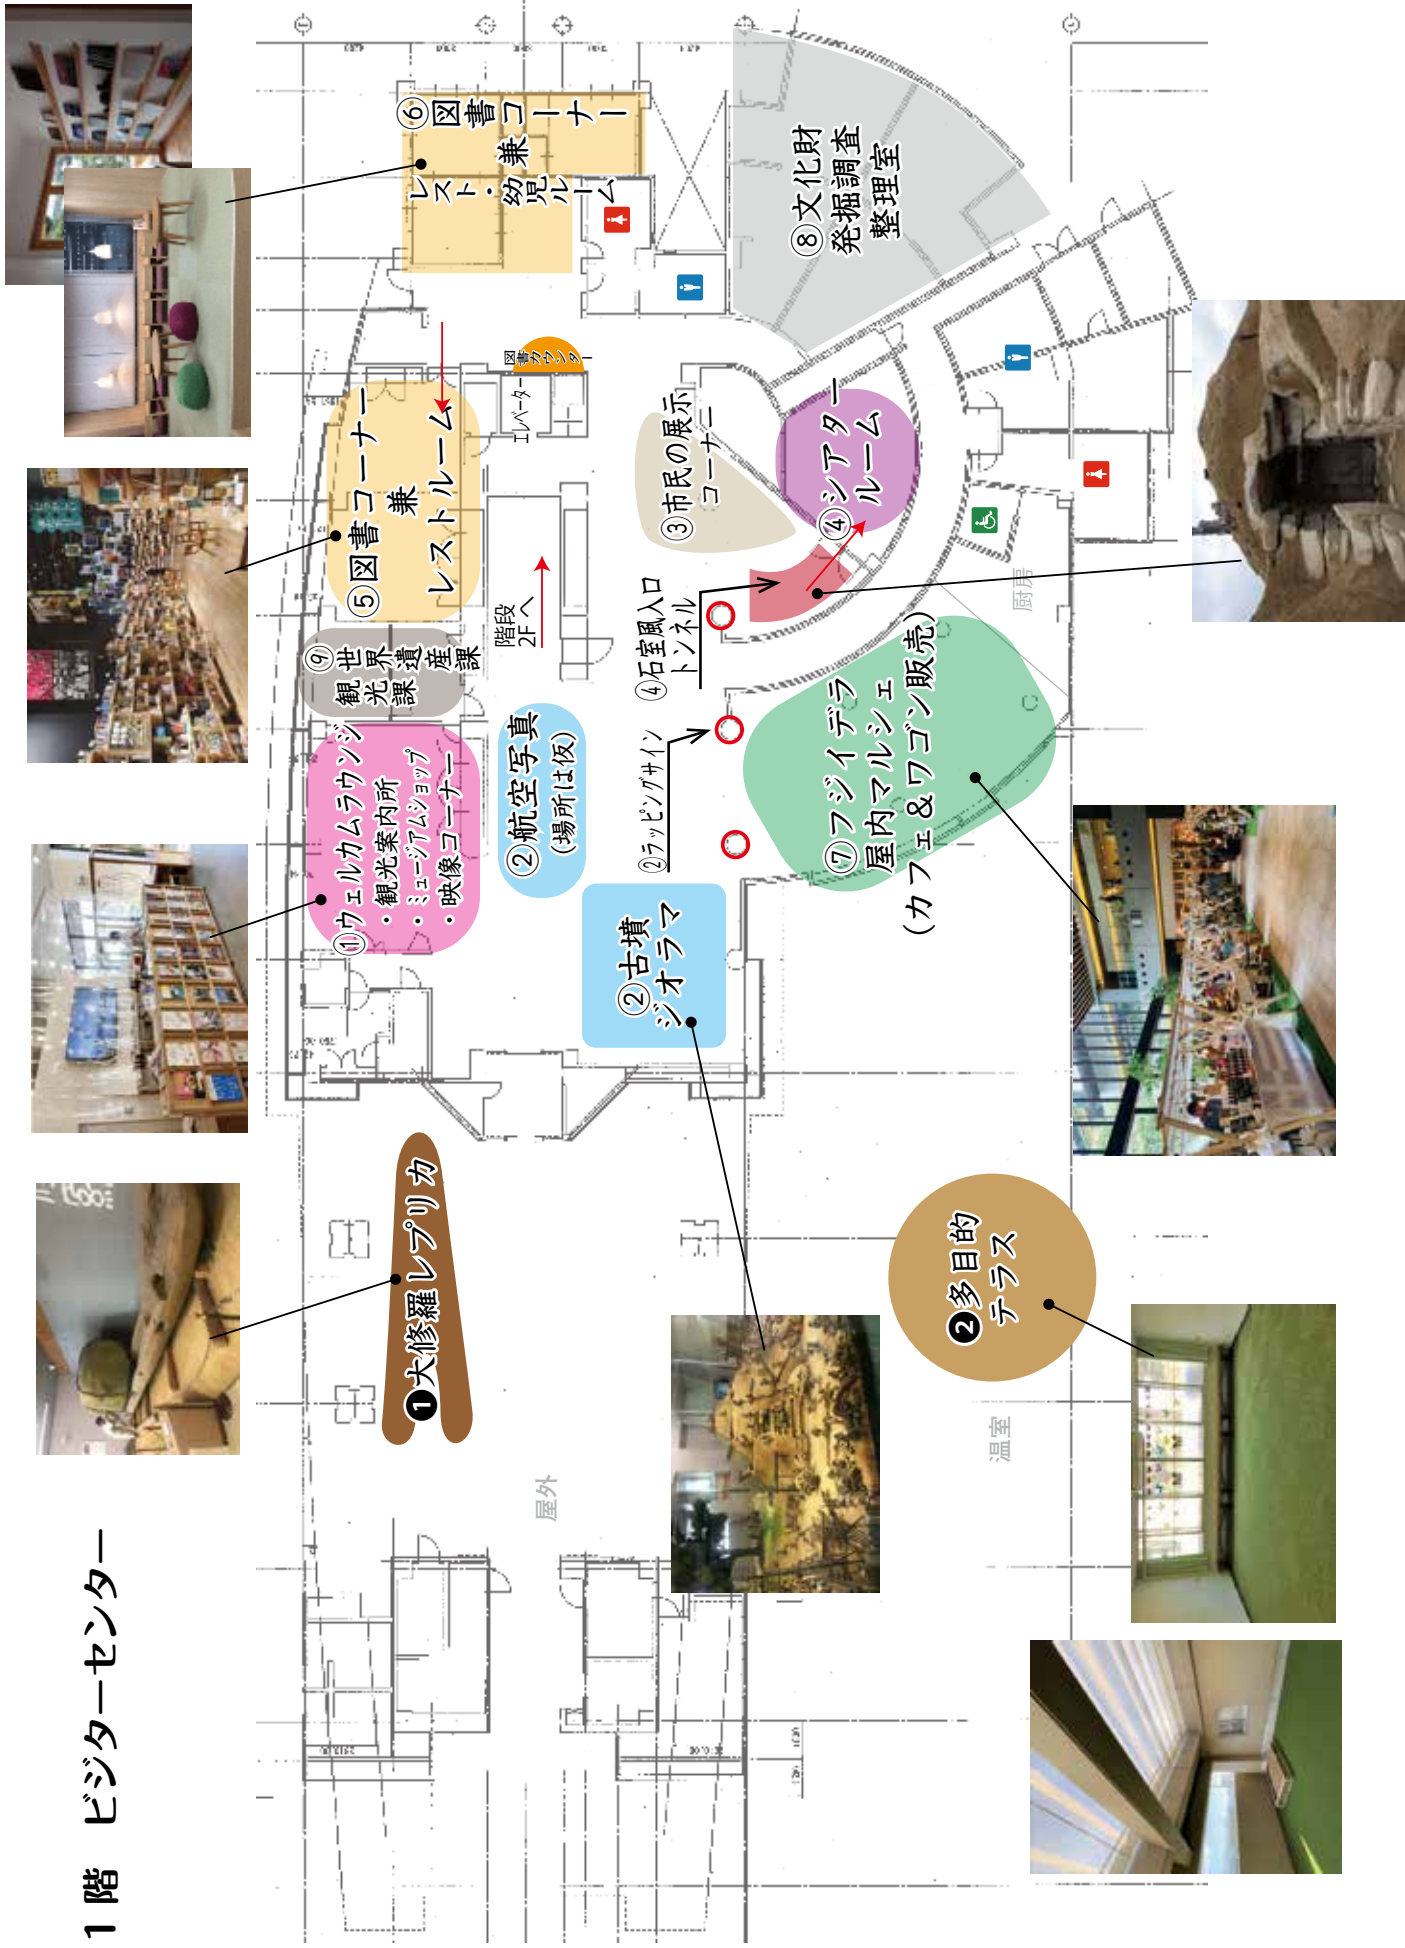 1階 ビジターセンター
❶大修羅レプリカ
①ウェルカムラウンジ
・観光案内所
・ミュージアムショップ
・映像コーナー
⑨
世界遺産課
観光課
⑤図書コーナー
兼
レストルーム
⑥図書コーナー
兼
レスト・幼児ルーム
図書カウンター
エレベーター
階段
2Fへ
②航空写真
(場所は仮)
②古墳
ジオラマ
②ラッピングサイン
④石室風入口
トンネル
③市民の展示
コーナー
④シアター
ルーム
⑧文化財
発掘調査
整理室
⑦フジイデラ
屋内マルシェ
(カフェ&ワゴン販売)
厨房
❷多目的
テラス
屋外
温室